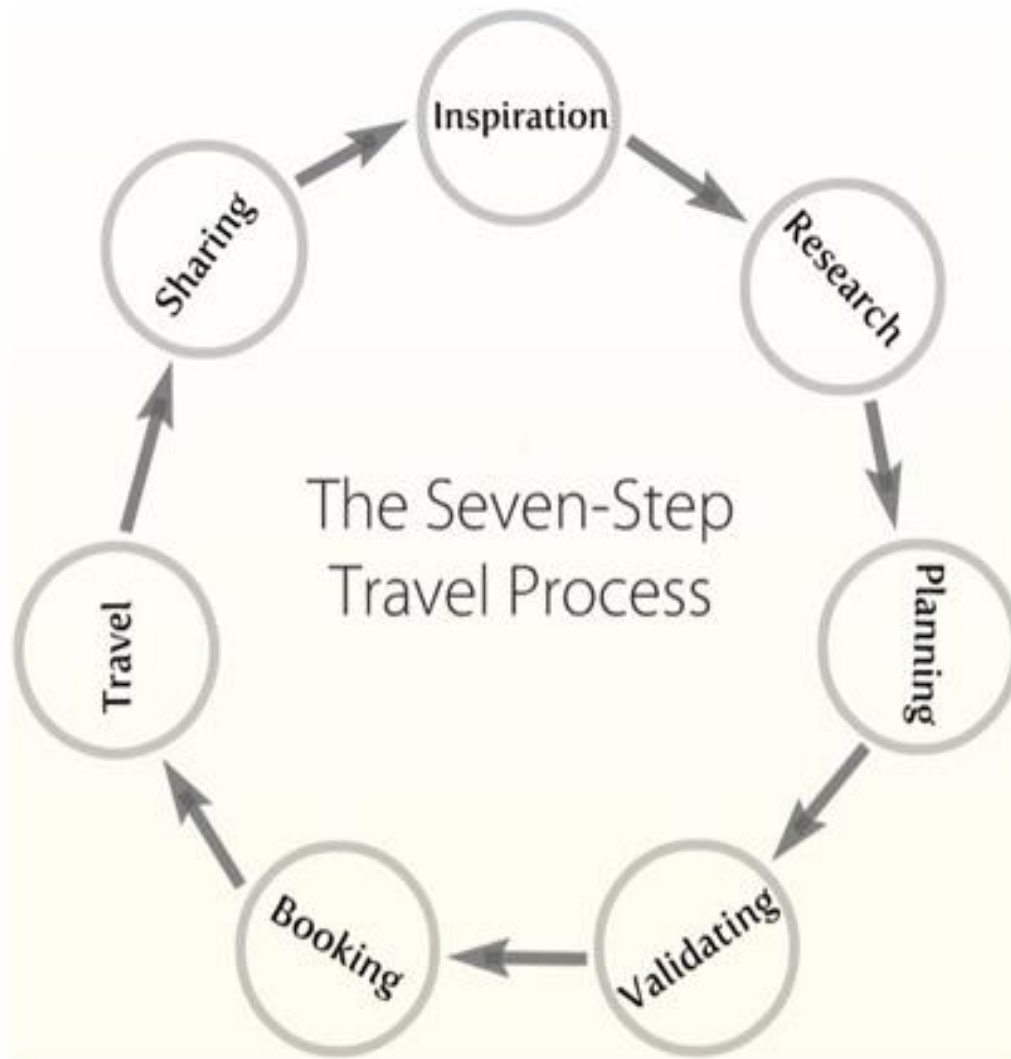 Inspiration
Research
Planning
Validating
Booking
Travel
Sharing
The Seven-Step
Travel Process